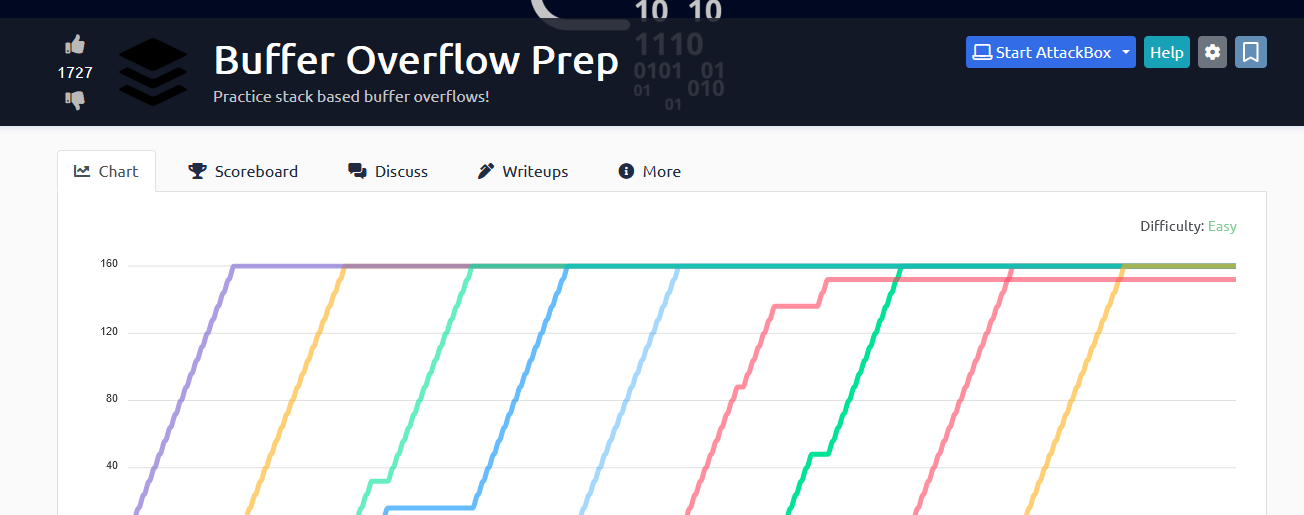 10 10
1110
0101 01
01 010
01
1727
Buffer Overflow Prep
Practice stack based buffer overflows!
Start AttackBox
Help
Chart
Scoreboard
Discuss
Writeups
More
Difficulty: Easy
160
120
80
40